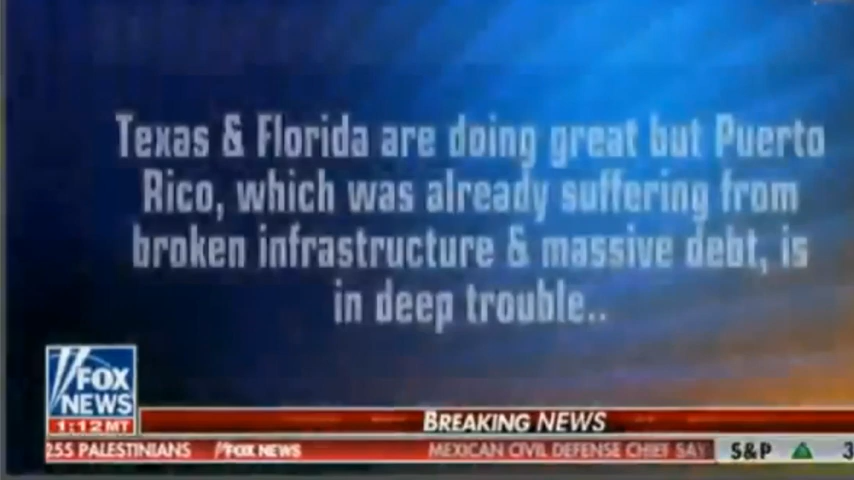 Texas & Florida are doing great but Puerto
Rico, which was already suffering from
broken infrastructure & massive debt, is
in deep trouble..
FOX
NEWS
1:12 MT
BREAKING NEWS
255 PALESTINIANS FOX NEWS MEXICAN CIVIL DEFENSE CHIEF SAY S&P 3